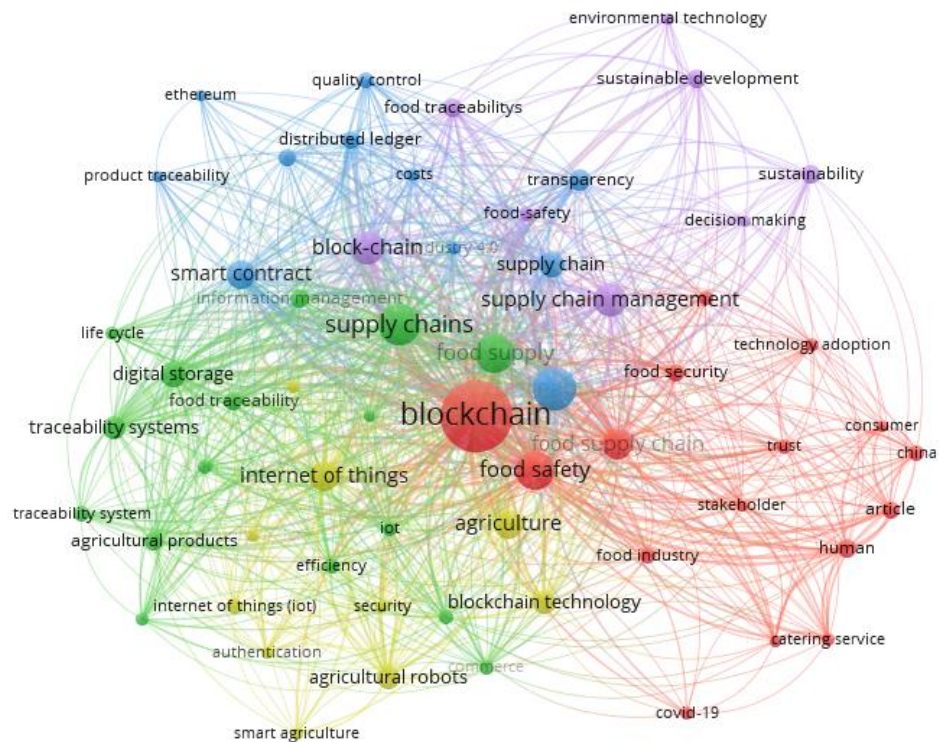 environmental technology
quality control
sustainable development
ethereum
food traceabilitys
distributed ledger
product traceability
costs
transparency
sustainability
food-safety
decision making
block-chain
industry 4.0
supply chain
smart contract
information management
supply chain management
life cycle
supply chains
technology adoption
food supply
digital storage
food security
food traceability
blockchain
traceability systems
consumer
food supply chain
trust
china
internet of things
food safety
traceability system
stakeholder
article
iot
agriculture
agricultural products
human
efficiency
food industry
internet of things (iot)
security
blockchain technology
catering service
authentication
commerce
agricultural robots
covid-19
smart agriculture